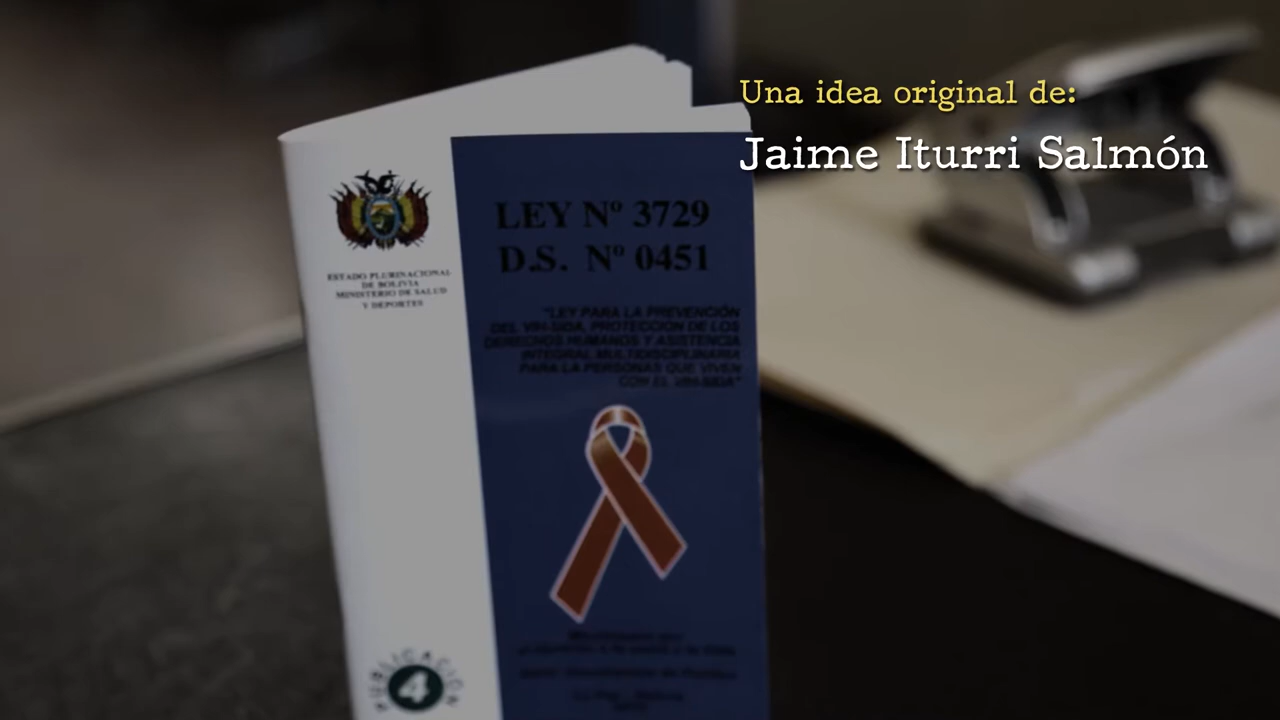 Una idea original de:
Jaime Iturri Salmón
LEY Nº 3729
D.S. Nº 0451
ESTADO PLURINACIONAL
DE BOLIVIA
MINISTERIO DE SALUD
Y DEPORTES
"LEY PARA LA PREVENCIÓN
DEL VIH-SIDA, PROTECCIÓN DE LOS
DERECHOS HUMANOS Y ASISTENCIA
INTEGRAL MULTIDISCIPLINARIA
PARA LA PERSONAS QUE VIVEN
CON EL VIH-SIDA"
PUBLICACIÓN
4